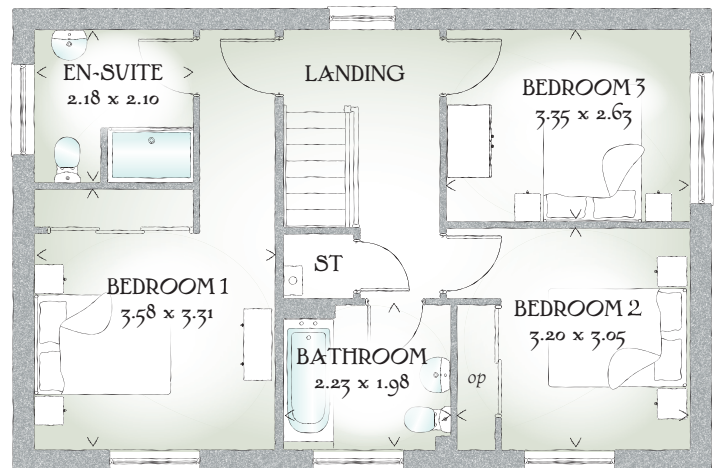 EN-SUITE
2.18 x 2.10
LANDING
BEDROOM 3
3.35 x 2.63
ST
BEDROOM 1
3.58 x 3.31
BATHROOM
2.23 x 1.98
op
BEDROOM 2
3.20 x 3.05